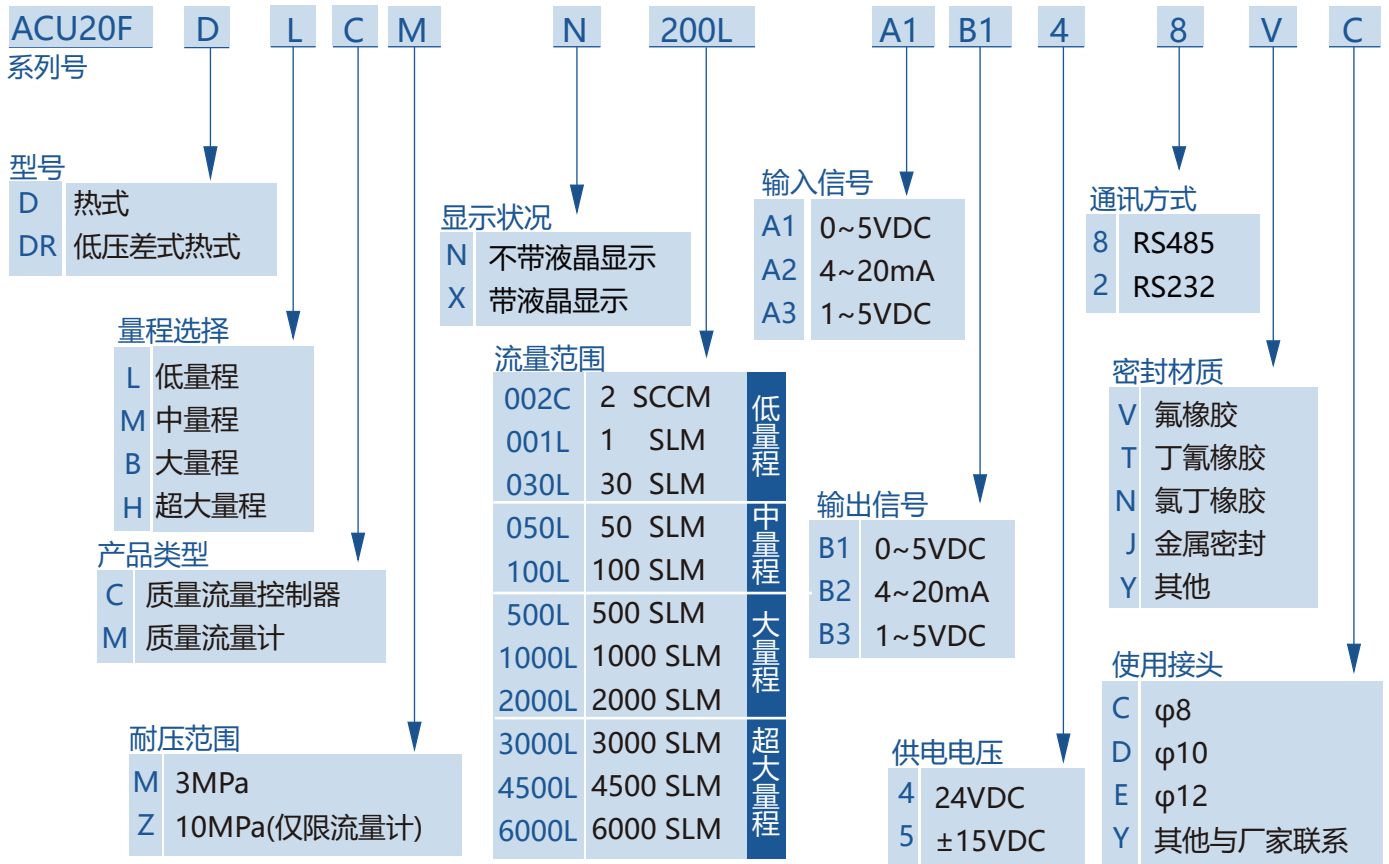 ACU20F D L C M N 200L A1 B1 4 8 V C
系列号
型号
D 热式
DR 低压差式热式
量程选择
L 低量程
M 中量程
B 大量程
H 超大量程
产品类型
C 质量流量控制器
M 质量流量计
耐压范围
M 3MPa
Z 10MPa(仅限流量计)
显示状况
N 不带液晶显示
X 带液晶显示
流量范围
002C 2 SCCM
001L 1 SLM
030L 30 SLM
低量程
050L 50 SLM
100L 100 SLM
中量程
500L 500 SLM
1000L 1000 SLM
2000L 2000 SLM
大量程
3000L 3000 SLM
4500L 4500 SLM
6000L 6000 SLM
超大量程
输入信号
A1 0~5VDC
A2 4~20mA
A3 1~5VDC
输出信号
B1 0~5VDC
B2 4~20mA
B3 1~5VDC
供电电压
4 24VDC
5 ±15VDC
通讯方式
8 RS485
2 RS232
密封材质
V 氟橡胶
T 丁氰橡胶
N 氯丁橡胶
J 金属密封
Y 其他
使用接头
C φ8
D φ10
E φ12
Y 其他与厂家联系